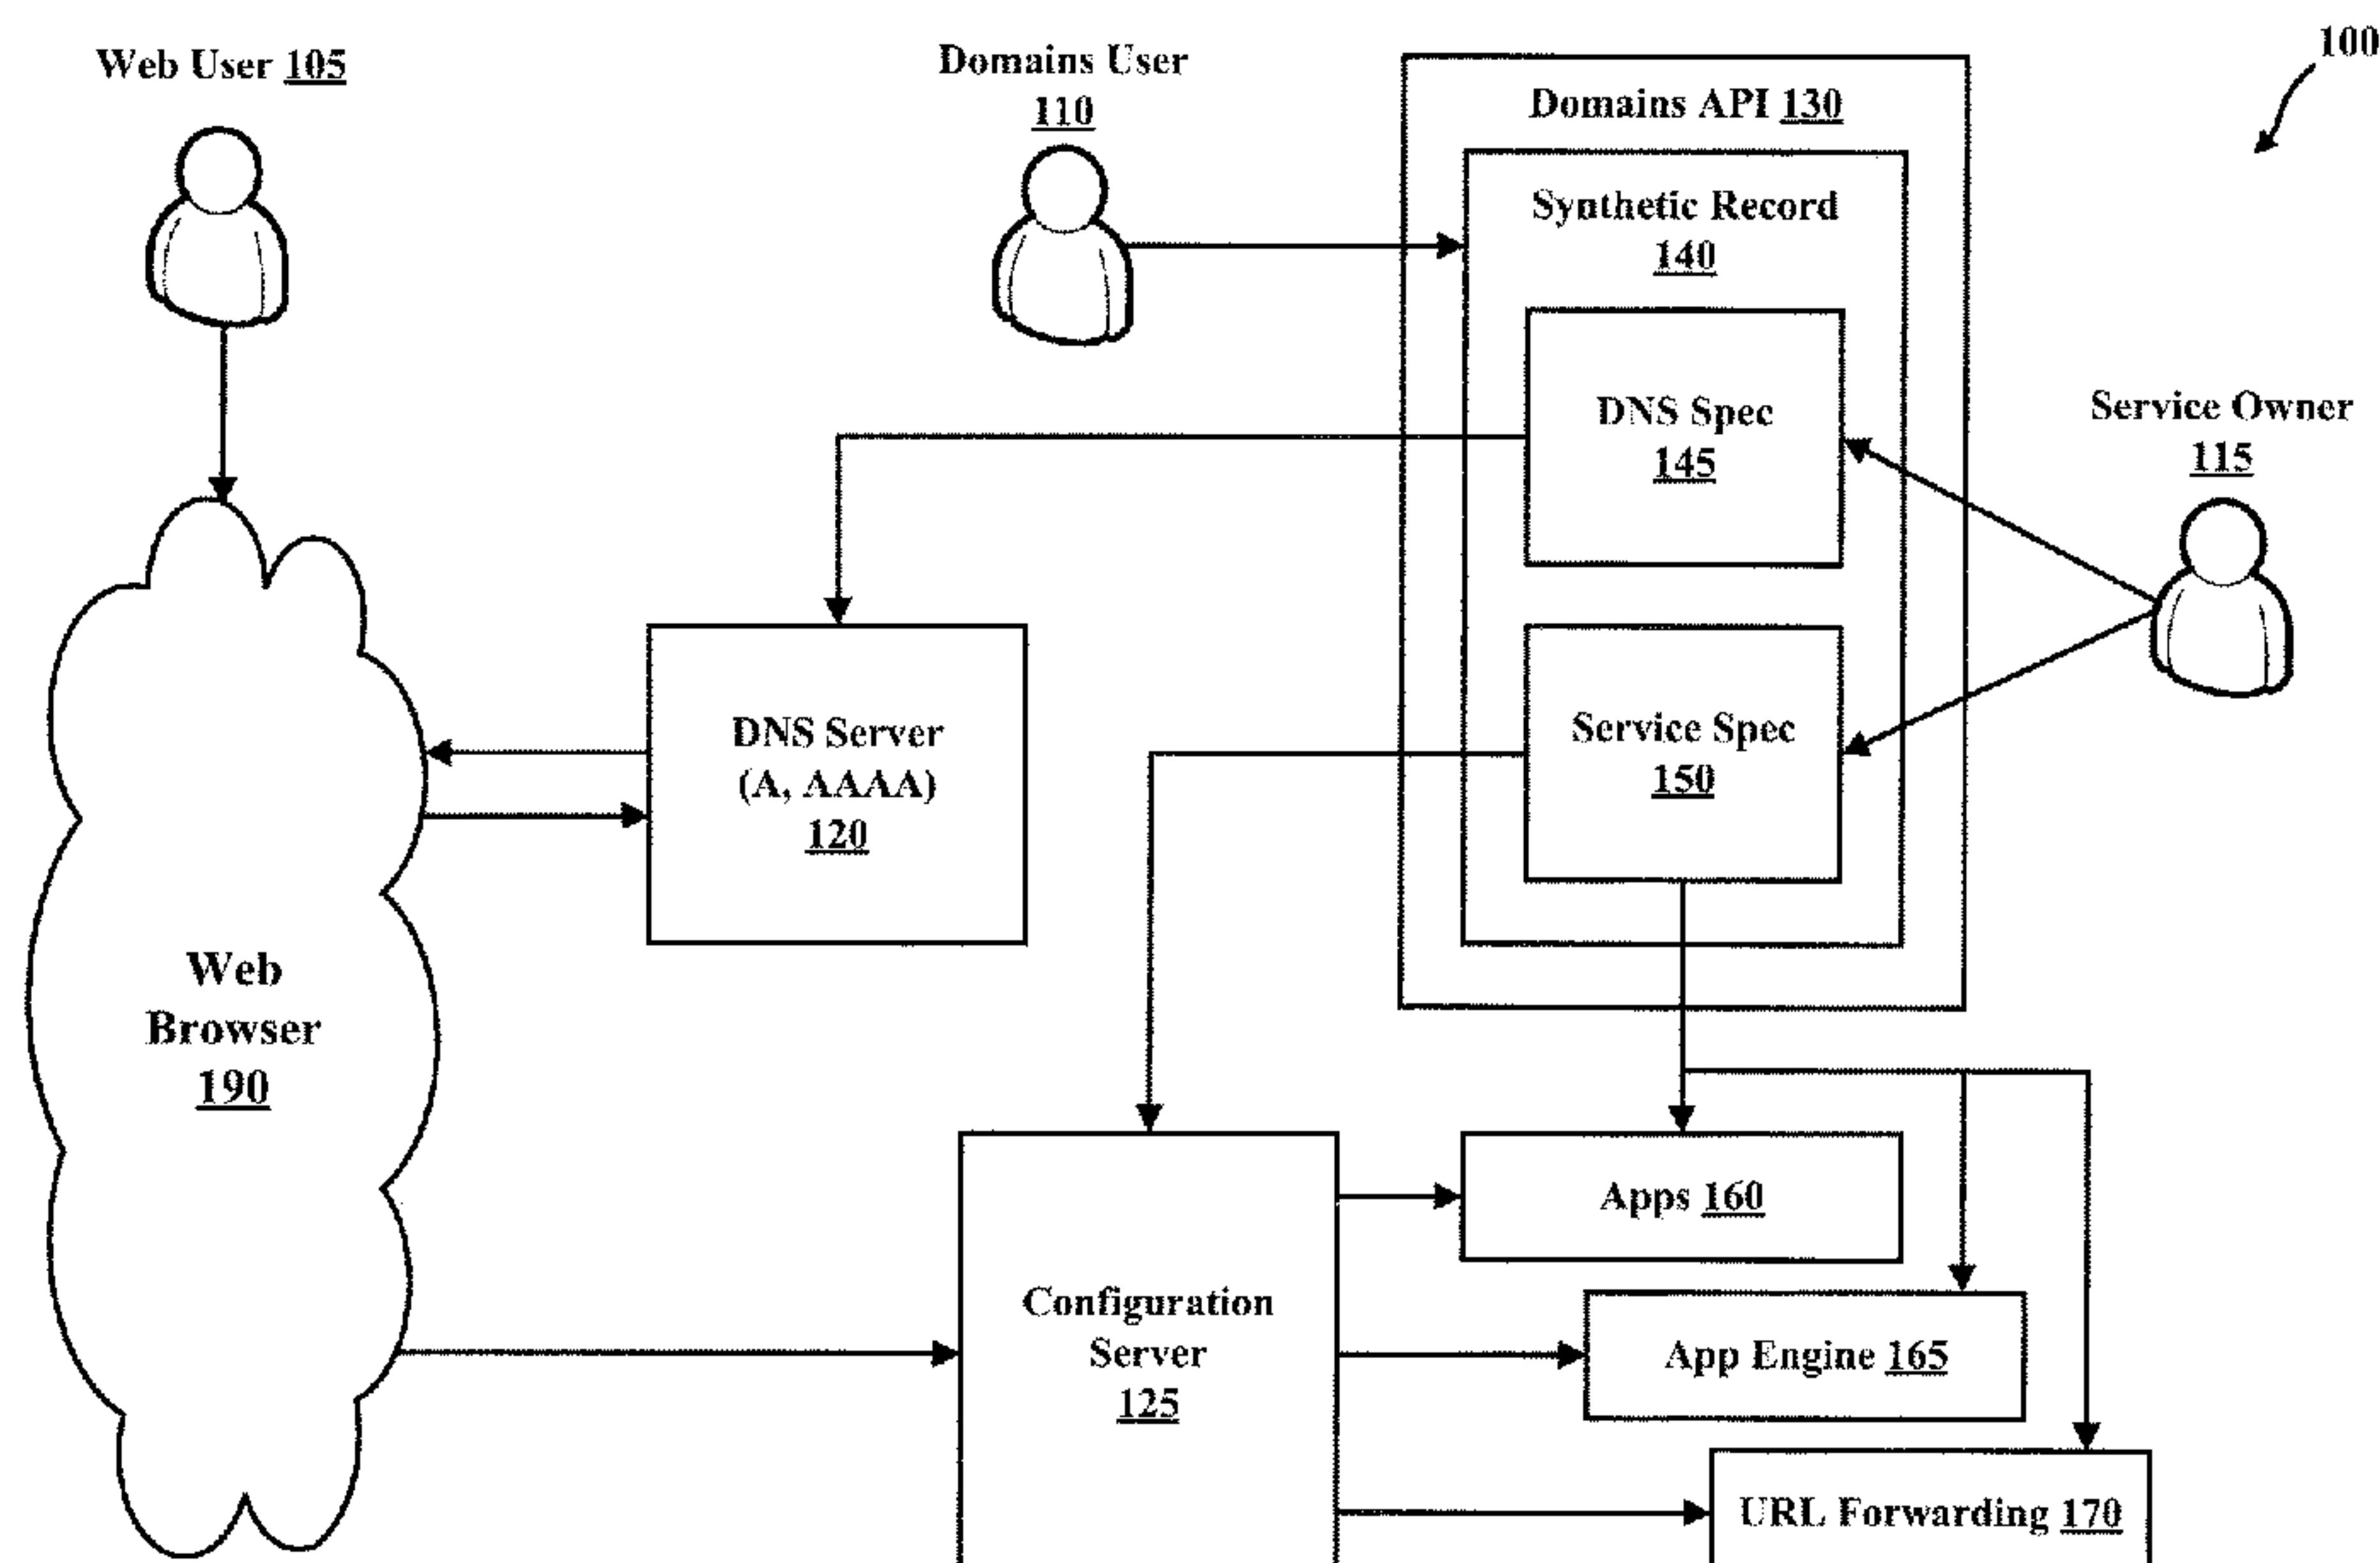 100
Web User 105
Domains User
110
Domains API 130
Synthetic Record
140
DNS Spec
145
Service Owner
115
DNS Server
(A, AAAA)
120
Service Spec
150
Web
Browser
190
Apps 160
Configuration
Server
125
App Engine 165
URL Forwarding 170